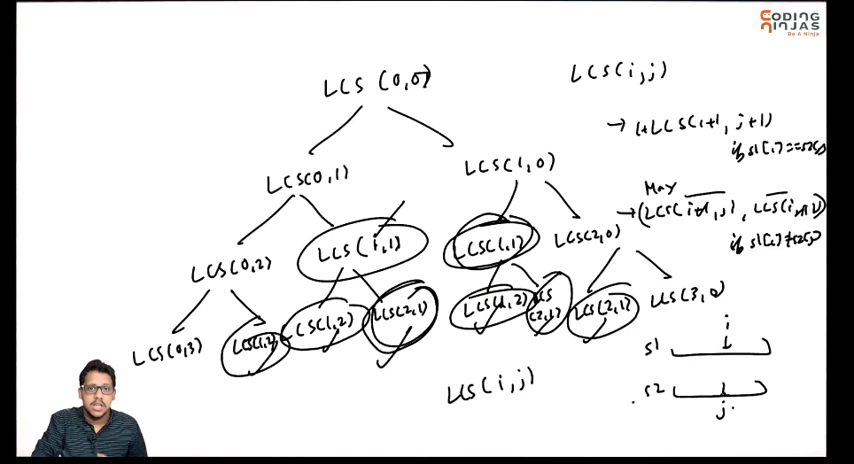 CODING
NINJAS
Be A Ninja
LCS (0,0)
LCS(i,j)
→ 1+LCS(i+1, j+1)
if s1[i]==s2[j]
LCS(0,1)
LCS(1,0)
Max
→(LCS(i+1,j), LCS(i,j+1))
if s1[i]≠s2[j]
LCS(0,2)
LCS(1,1)
LCS(1,1)
LCS(2,0)
LCS(0,3)
LCS(1,2)
LCS(1,2)
LCS(2,1)
LCS(1,2)
LCS
(2,1)
LCS(2,1)
LCS(3,0)
i
s1
s2
j
LCS(i,j)